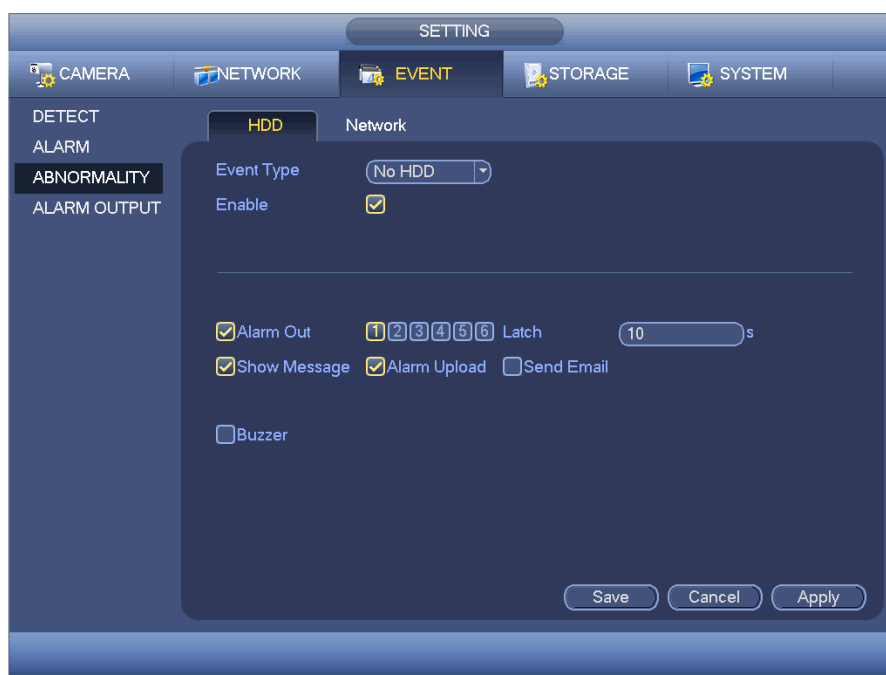 SETTING
CAMERA NETWORK EVENT STORAGE SYSTEM
DETECT
ALARM
ABNORMALITY
ALARM OUTPUT
HDD Network
Event Type No HDD
Enable
Alarm Out 1 2 3 4 5 6 Latch 10 s
Show Message Alarm Upload Send Email
Buzzer
Save Cancel Apply